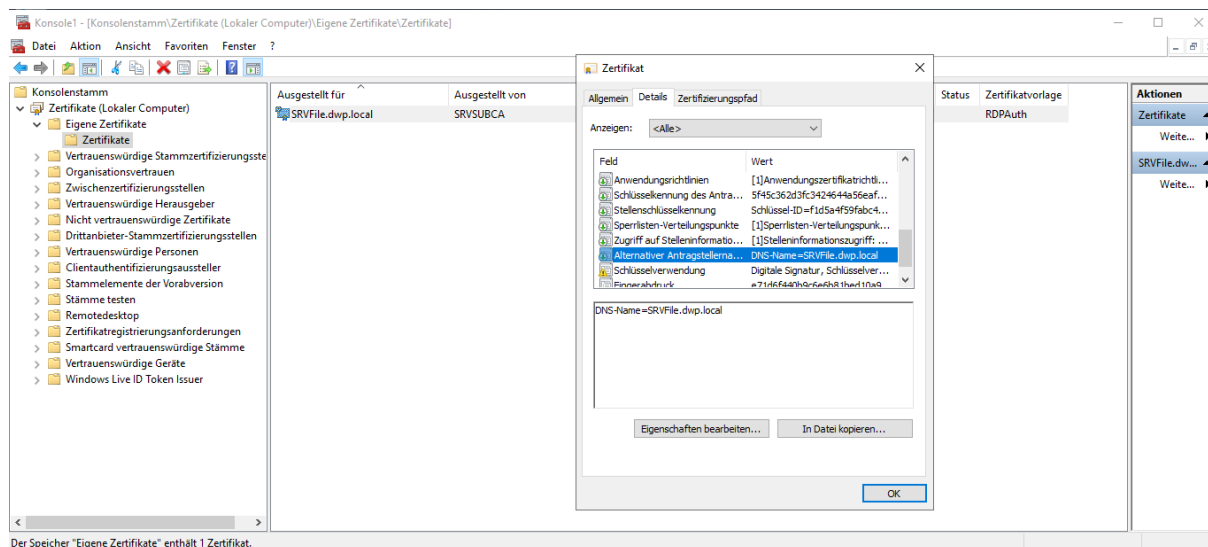 Konsole1 - [Konsolenstamm\Zertifikate (Lokaler Computer)\Eigene Zertifikate\Zertifikate]
Datei Aktion Ansicht Favoriten Fenster ?
Konsolenstamm
Zertifikate (Lokaler Computer)
Eigene Zertifikate
Zertifikate
Vertrauenswürdige Stammzertifizierungsste
Organisationsvertrauen
Zwischenzertifizierungsstellen
Vertrauenswürdige Herausgeber
Nicht vertrauenswürdige Zertifikate
Drittanbieter-Stammzertifizierungsstellen
Vertrauenswürdige Personen
Clientauthentifizierungsaussteller
Stammelemente der Vorabversion
Stämme testen
Remotedesktop
Zertifikatregistrierungsanforderungen
Smartcard vertrauenswürdige Stämme
Vertrauenswürdige Geräte
Windows Live ID Token Issuer
Ausgestellt für Ausgestellt von Status Zertifikatvorlage
SRVFile.dwp.local SRVSUBCA RDPAuth
Zertifikat
Allgemein Details Zertifizierungspfad
Anzeigen: <Alle>
Feld Wert
Anwendungsrichtlinien [1]Anwendungszertifikatrichtli...
Schlüsselkennung des Antra... 5f45c362d3fc3424644a56eaf...
Stellenschlüsselkennung Schlüssel-ID=f1d5a4f59fabc4...
Sperrlisten-Verteilungspunkte [1]Sperrlisten-Verteilungspunk...
Zugriff auf Stelleninformatio... [1]Stelleninformationszugriff: ...
Alternativer Antragstellerna... DNS-Name=SRVFile.dwp.local
Schlüsselverwendung Digitale Signatur, Schlüsselver...
Fingerabdruck e71d6f440b9c6e6b81bed10a9
DNS-Name=SRVFile.dwp.local
Eigenschaften bearbeiten... In Datei kopieren...
OK
Aktionen
Zertifikate
Weite...
SRVFile.dw...
Weite...
Der Speicher "Eigene Zertifikate" enthält 1 Zertifikat.